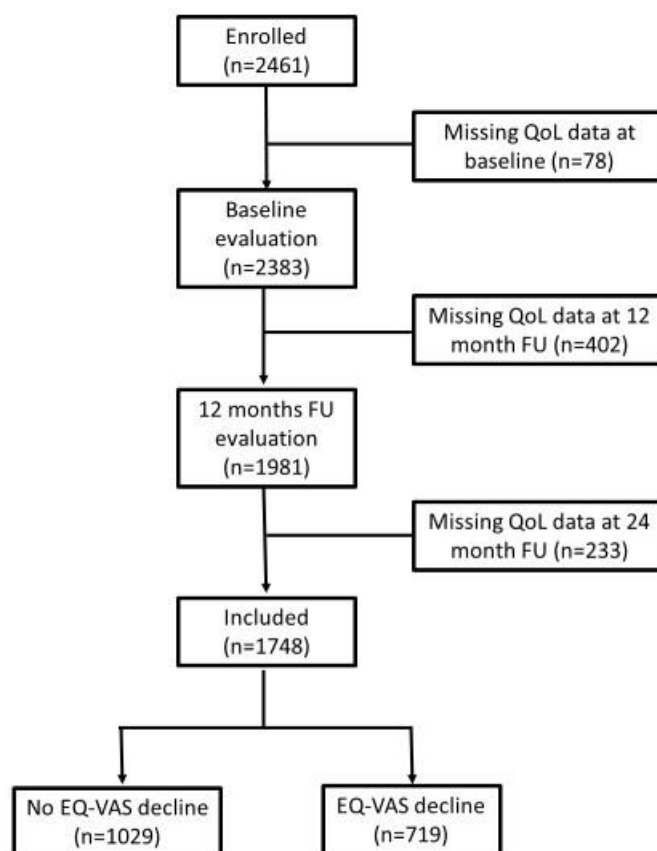 Enrolled
(n=2461)
Missing QoL data at
baseline (n=78)
Baseline
evaluation
(n=2383)
Missing QoL data at 12
month FU (n=402)
12 months FU
evaluation
(n=1981)
Missing QoL data at 24
month FU (n=233)
Included
(n=1748)
No EQ-VAS decline
(n=1029)
EQ-VAS decline
(n=719)